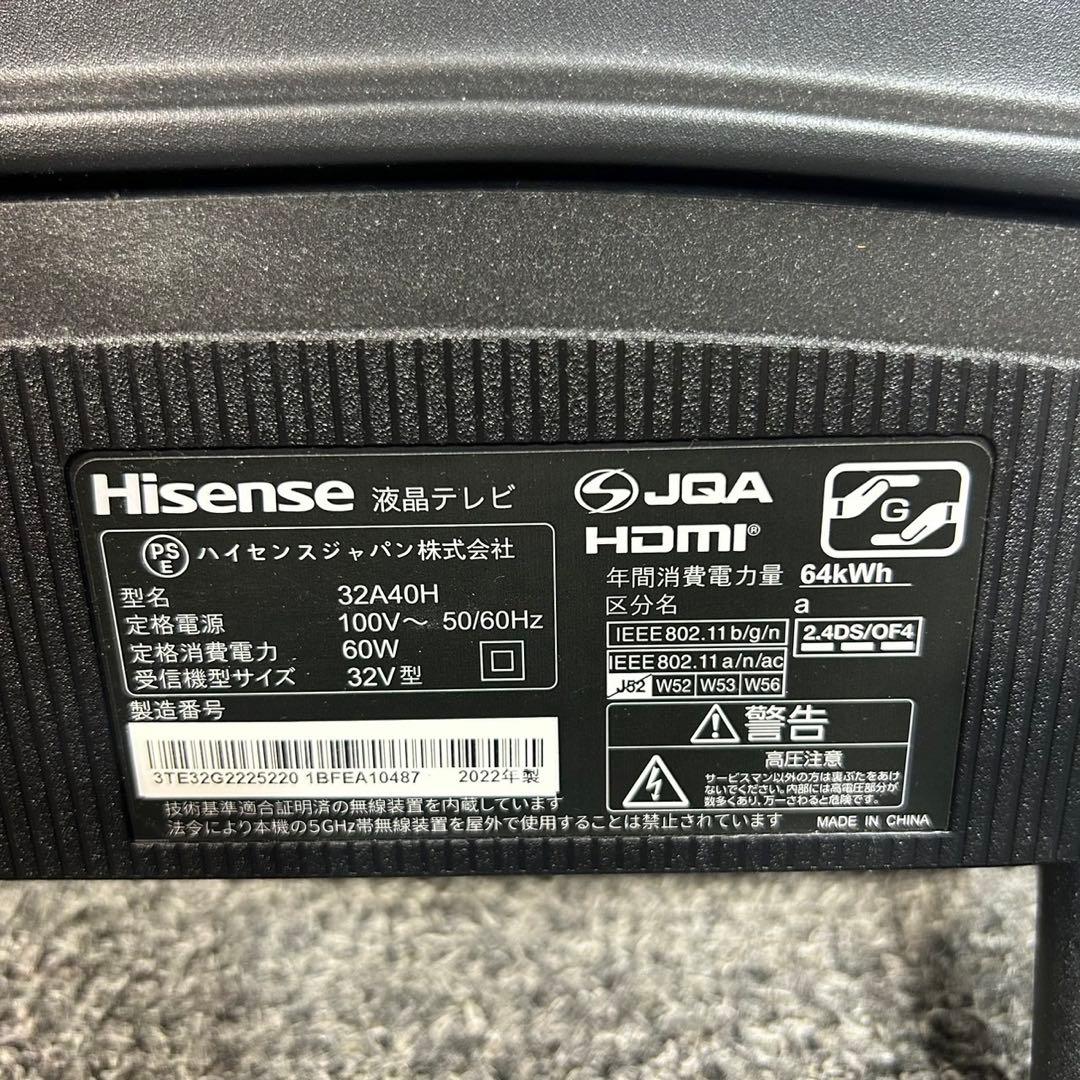 Hisense 液晶テレビ
PSE ハイセンスジャパン株式会社
型名 32A40H
定格電源 100V～ 50/60Hz
定格消費電力 60W
受信機型サイズ 32V型
製造番号
3TE32G2225220 1BFEA10487 2022年製
技術基準適合証明済の無線装置を内蔵しています
法令により本機の5GHz帯無線装置を屋外で使用することは禁止されています
JQA
HDMI®
G
年間消費電力量 64kWh
区分名 a
IEEE802.11b/g/n 2.4DS/OF4
IEEE802.11a/n/ac
J52 W52 W53 W56
警告
高圧注意
サービスマン以外の方は裏ぶたをあけ
ないでください。内部には高電圧部分が
数多くあり、万一さわると危険です。
MADE IN CHINA